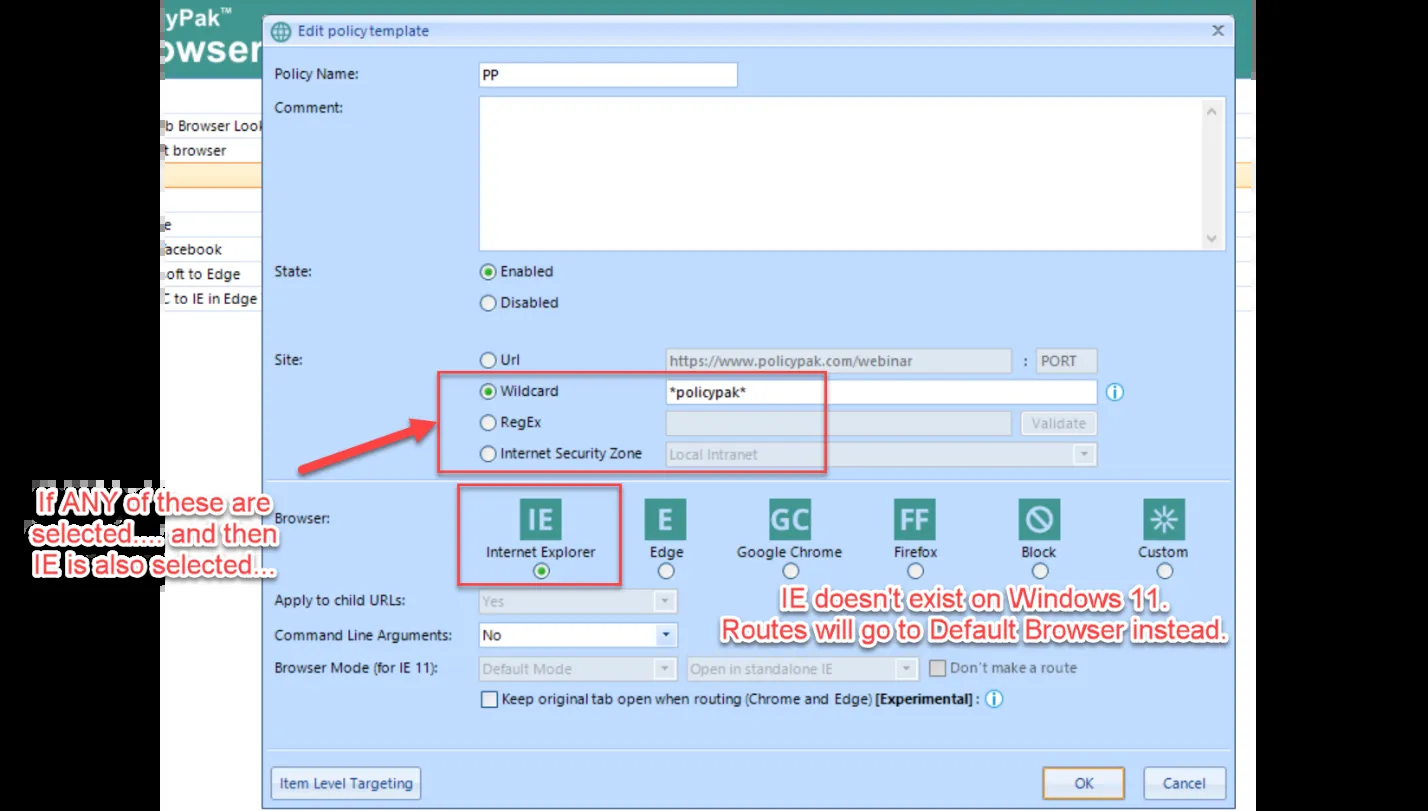 yPak™
owser
Edit policy template
Policy Name:
PP
Comment:
b Browser Look
t browser
e
acebook
oft to Edge
C to IE in Edge
State:
Enabled
Disabled
Site:
Url
https://www.policypak.com/webinar
:
PORT
Wildcard
*policypak*
RegEx
Validate
Internet Security Zone
Local Intranet
If ANY of these are
selected.... and then
IE is also selected...
Browser:
IE
E
GC
FF
Internet Explorer
Edge
Google Chrome
Firefox
Block
Custom
IE doesn't exist on Windows 11.
Routes will go to Default Browser instead.
Apply to child URLs:
Yes
Command Line Arguments:
No
Browser Mode (for IE 11):
Default Mode
Open in standalone IE
Don't make a route
Keep original tab open when routing (Chrome and Edge) [Experimental] :
Item Level Targeting
OK
Cancel